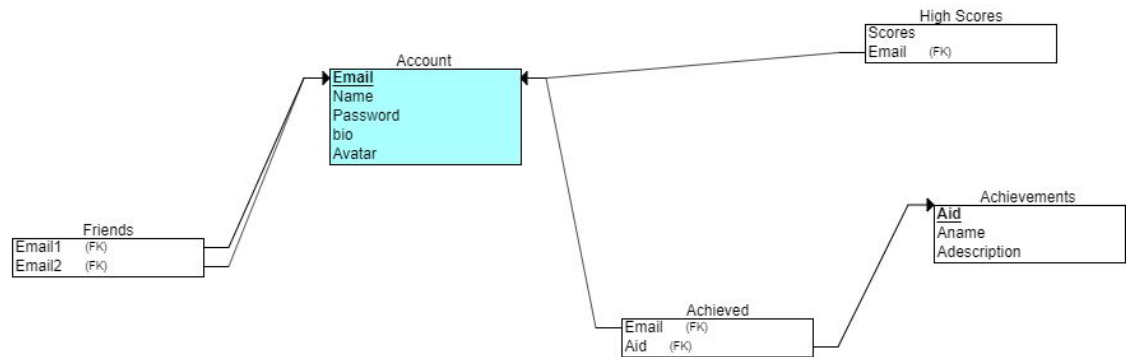 High Scores
Scores
Email (FK)
Account
Email
Name
Password
bio
Avatar
Friends
Email1 (FK)
Email2 (FK)
Achievements
Aid
Aname
Adescription
Achieved
Email (FK)
Aid (FK)